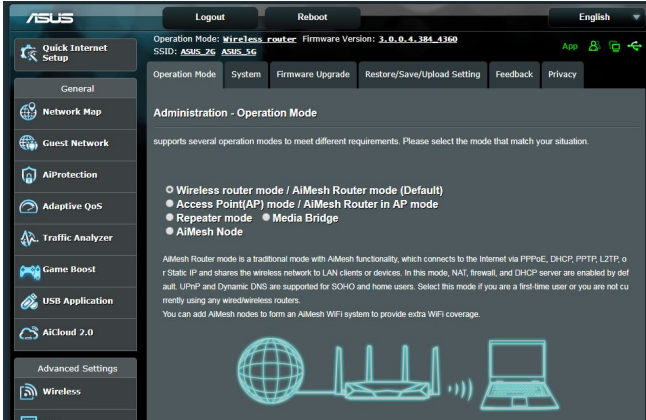 ASUS
Logout
Reboot
English
Quick Internet
Setup
General
Network Map
Guest Network
AiProtection
Adaptive QoS
Traffic Analyzer
Game Boost
USB Application
AiCloud 2.0
Advanced Settings
Wireless
Operation Mode: Wireless router Firmware Version: 3.0.0.4.384_4360
SSID: ASUS_2G ASUS_5G
App
Operation Mode System Firmware Upgrade Restore/Save/Upload Setting Feedback Privacy
Administration - Operation Mode
supports several operation modes to meet different requirements. Please select the mode that match your situation.
Wireless router mode / AiMesh Router mode (Default)
Access Point(AP) mode / AiMesh Router in AP mode
Repeater mode Media Bridge
AiMesh Node
AiMesh Router mode is a traditional mode with AiMesh functionality, which connects to the Internet via PPPoE, DHCP, PPTP, L2TP, o
r Static IP and shares the wireless network to LAN clients or devices. In this mode, NAT, firewall, and DHCP server are enabled by def
ault. UPnP and Dynamic DNS are supported for SOHO and home users. Select this mode if you are a first-time user or you are not cu
rrently using any wired/wireless routers.
You can add AiMesh nodes to form an AiMesh WiFi system to provide extra WiFi coverage.